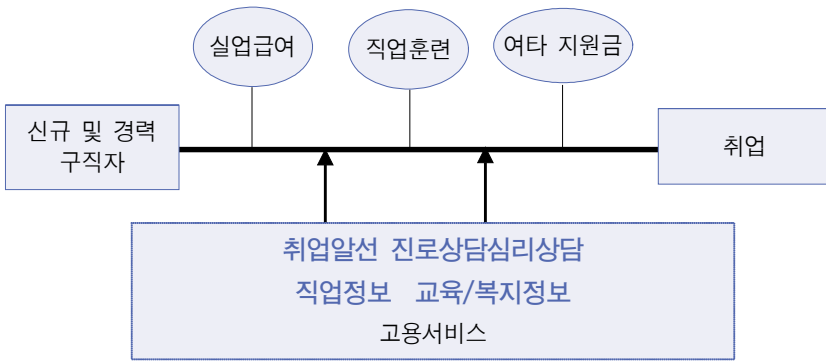 실업급여
직업훈련
여타 지원금
신규 및 경력
구직자
취업
취업알선 진로상담심리상담
직업정보 교육/복지정보
고용서비스